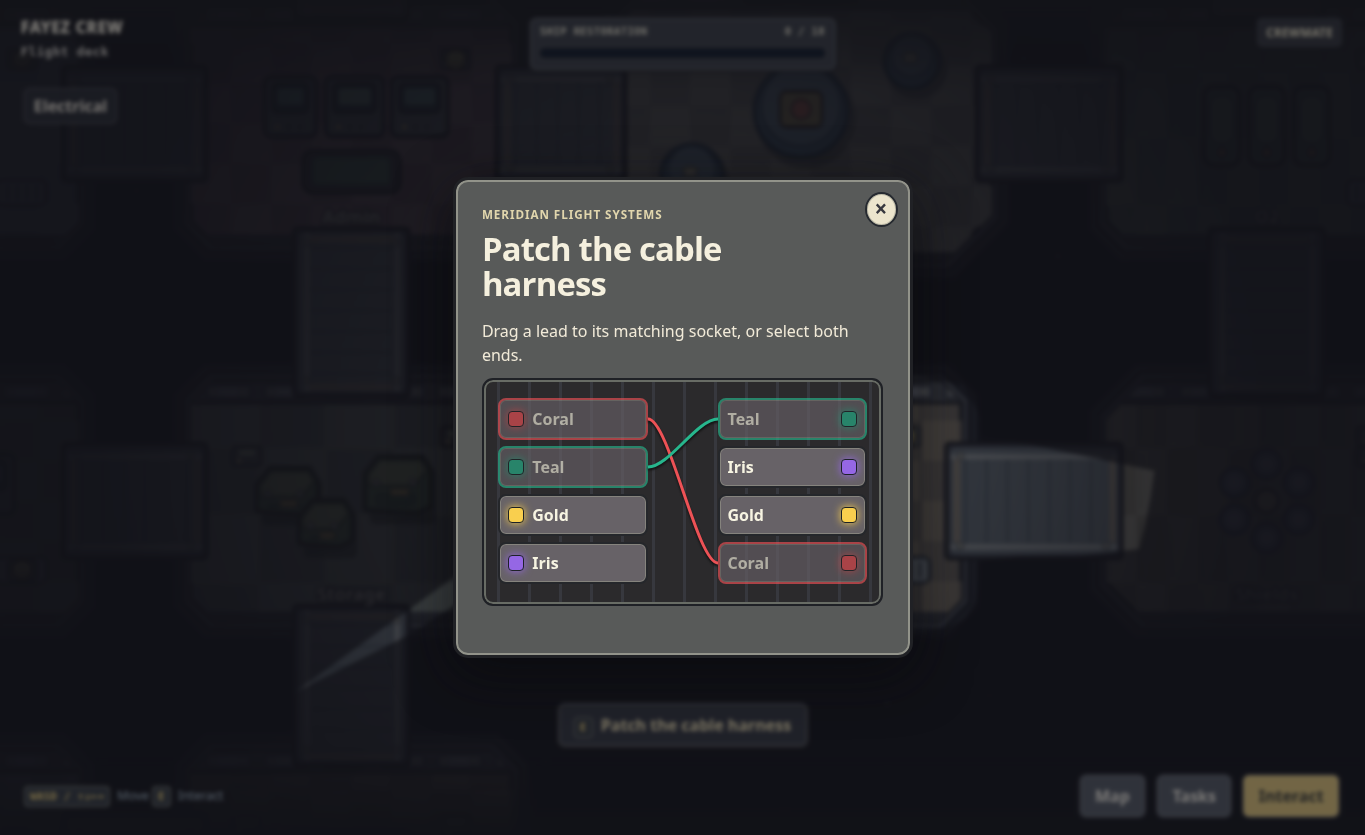 FAYEZ CREW
Flight deck
SHIP RESTORATION 0 / 10
CREWMATE
Electrical
MERIDIAN FLIGHT SYSTEMS
×
Patch the cable
harness
Drag a lead to its matching socket, or select both
ends.
Coral Teal
Teal Iris
Gold Gold
Iris Coral
Storage
Patch the cable harness
Move E Interact
Map Tasks Interact